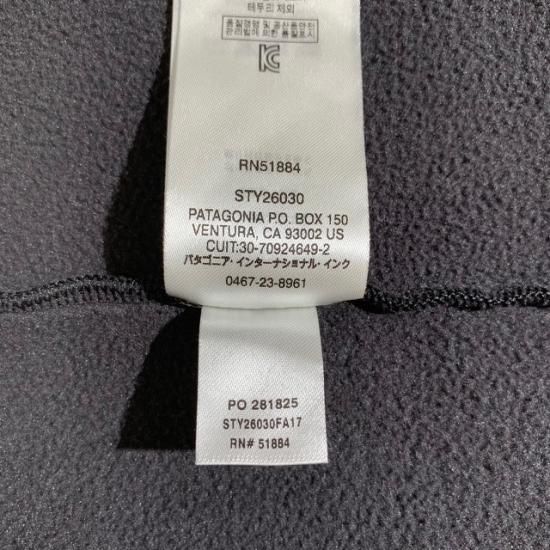 테두리 제외
품질경영 및 공산품안전
관리법에 의한 품질표시
RN51884
STY26030
PATAGONIA P.O. BOX 150
VENTURA, CA 93002 US
CUIT:30-70924649-2
パタゴニア・インターナショナル・インク
0467-23-8961
PO 281825
STY26030FA17
RN# 51884